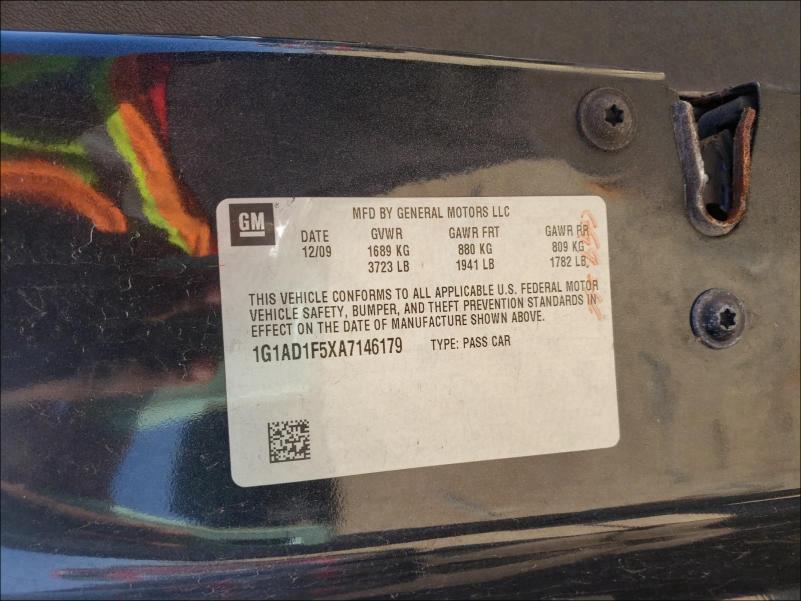 GM
MFD BY GENERAL MOTORS LLC
DATE GVWR GAWR FRT GAWR RR
12/09 1689 KG 880 KG 809 KG
3723 LB 1941 LB 1782 LB
THIS VEHICLE CONFORMS TO ALL APPLICABLE U.S. FEDERAL MOTOR
VEHICLE SAFETY, BUMPER, AND THEFT PREVENTION STANDARDS IN
EFFECT ON THE DATE OF MANUFACTURE SHOWN ABOVE.
1G1AD1F5XA7146179 TYPE: PASS CAR